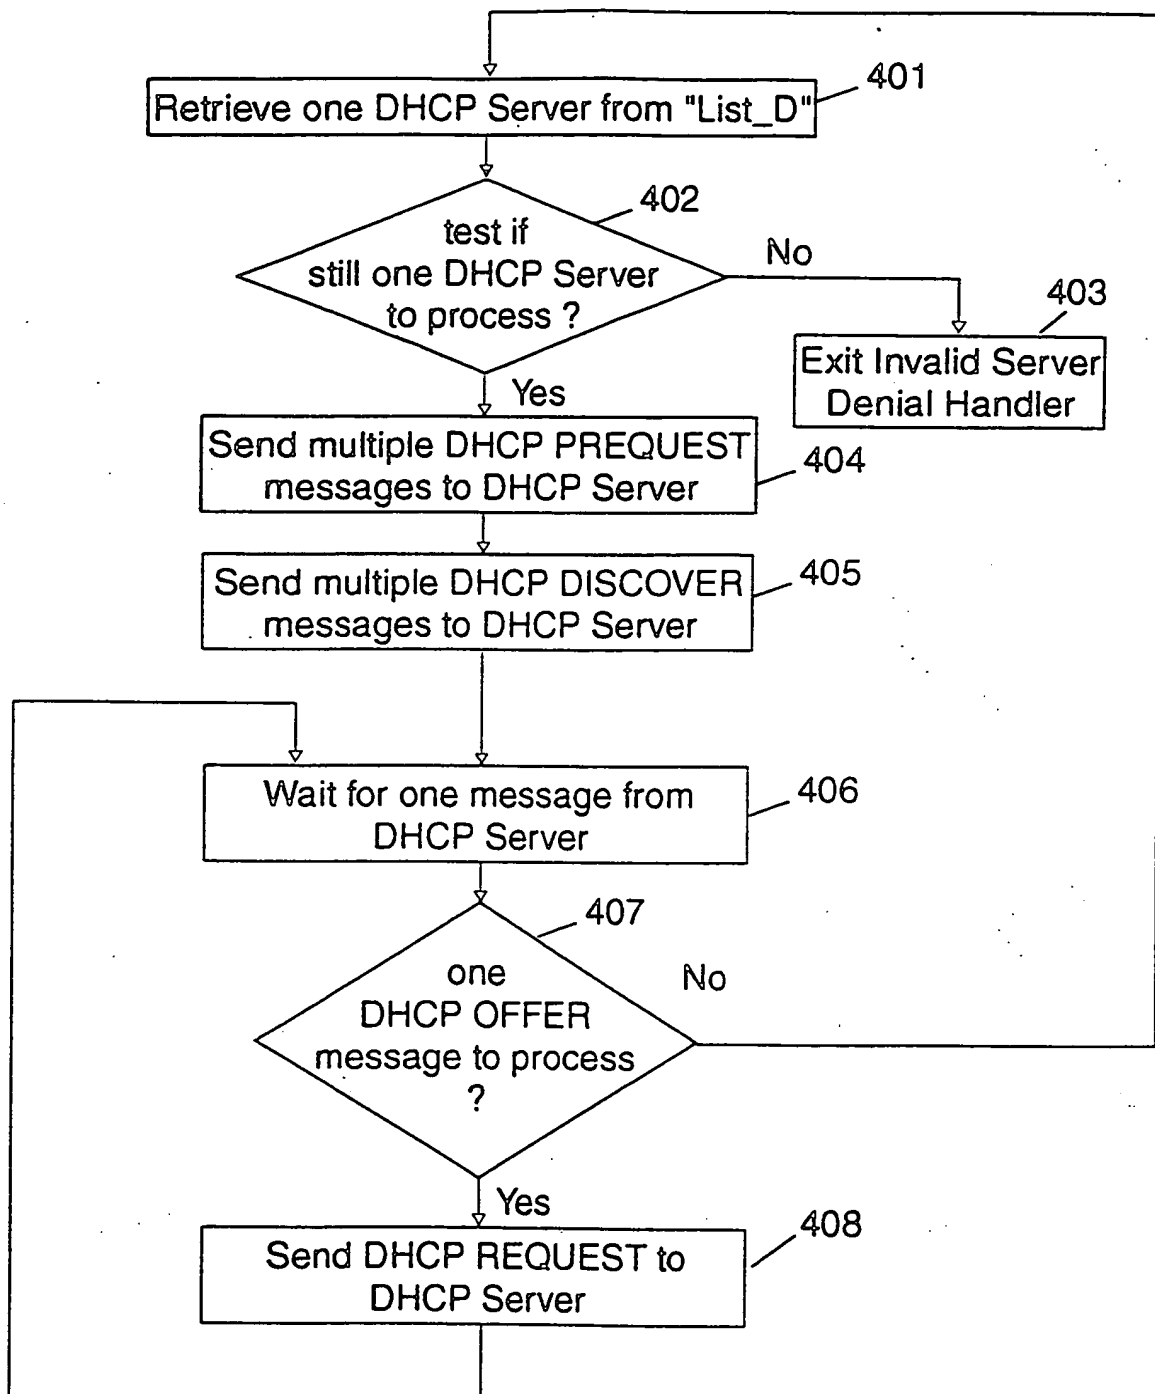 401
Retrieve one DHCP Server from "List_D"
402
test if
still one DHCP Server
to process ?
No
403
Exit Invalid Server
Denial Handler
Yes
Send multiple DHCP PREQUEST
messages to DHCP Server
404
Send multiple DHCP DISCOVER
messages to DHCP Server
405
Wait for one message from
DHCP Server
406
407
one
DHCP OFFER
message to process
?
No
Yes
408
Send DHCP REQUEST to
DHCP Server